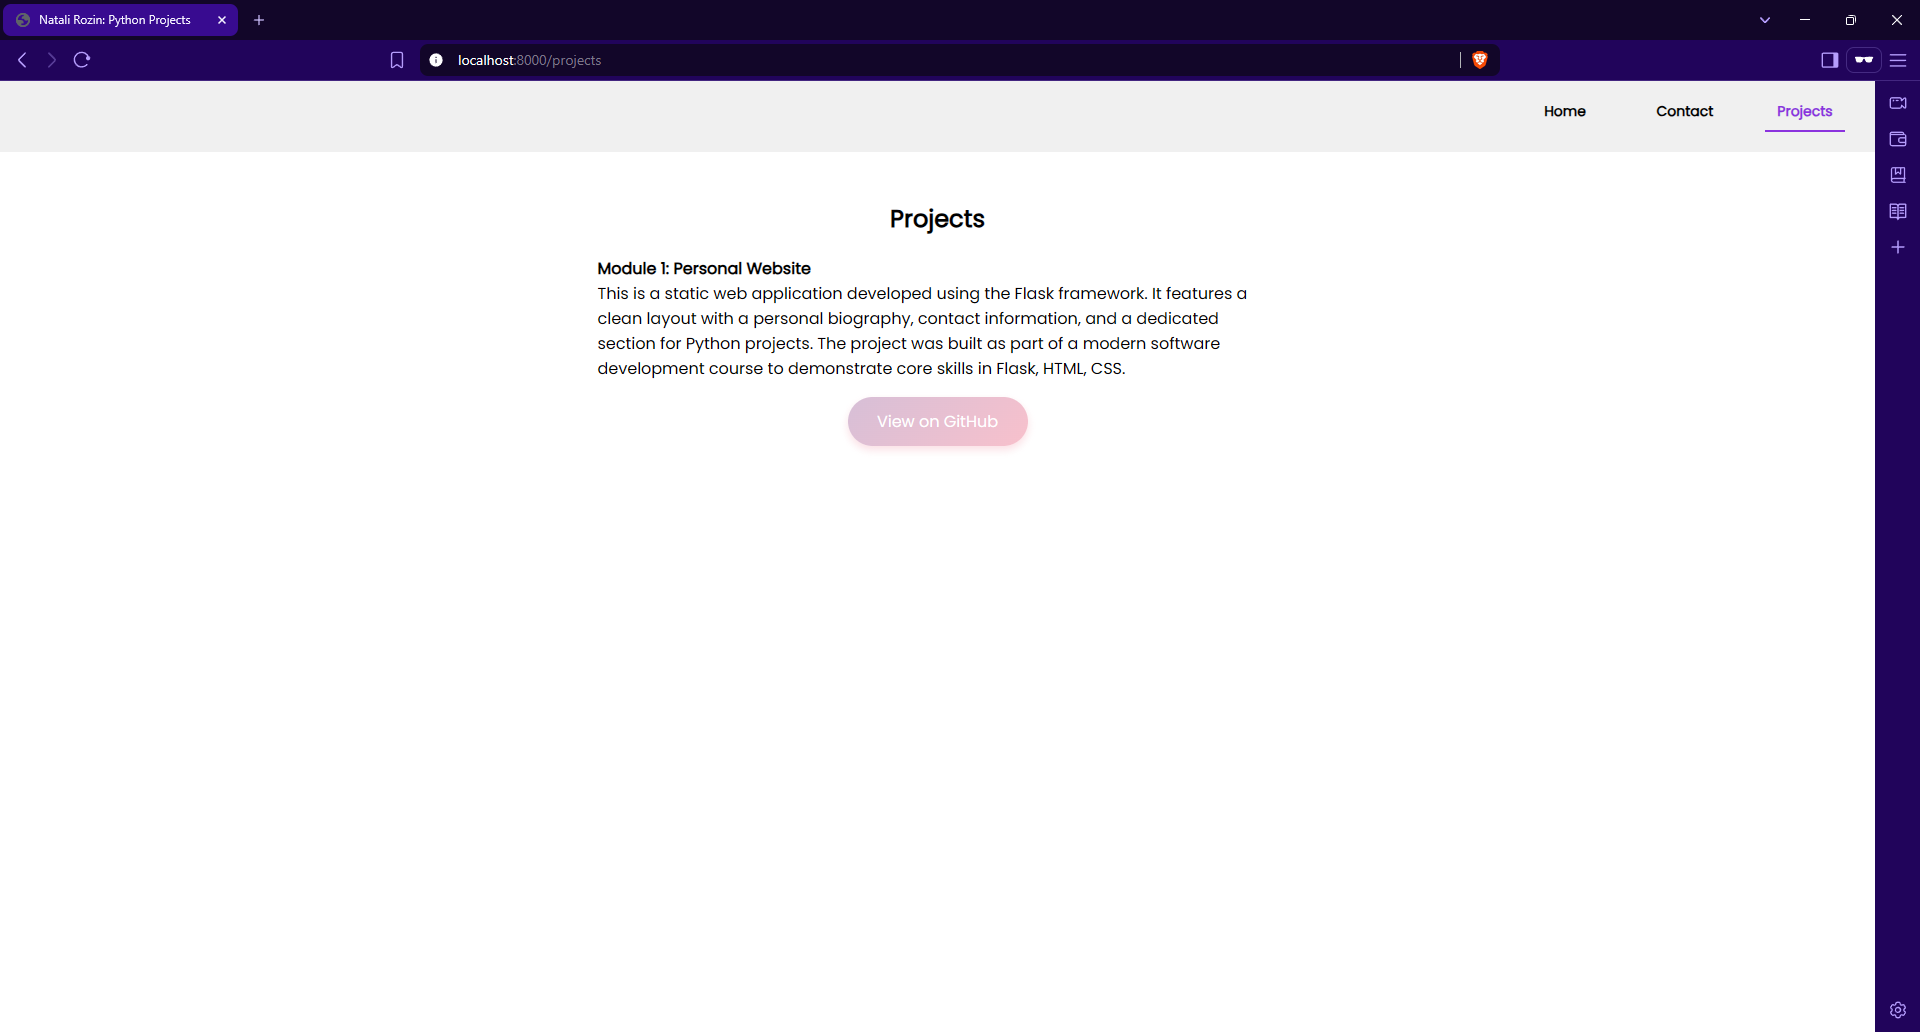 Natali Rozin: Python Projects
localhost:8000/projects
Home Contact Projects
Projects
Module 1: Personal Website
This is a static web application developed using the Flask framework. It features a
clean layout with a personal biography, contact information, and a dedicated
section for Python projects. The project was built as part of a modern software
development course to demonstrate core skills in Flask, HTML, CSS.
View on GitHub